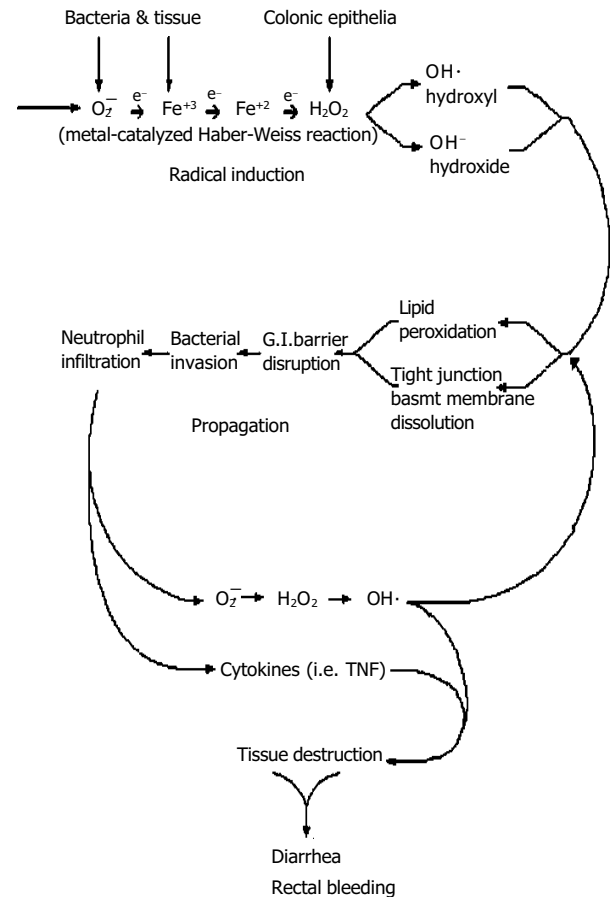 Bacteria & tissue Colonic epithelia
e⁻ e⁻ e⁻
O₂⁻ Fe⁺³ Fe⁺² H₂O₂
(metal-catalyzed Haber-Weiss reaction)
Radical induction
OH·
hydroxyl
OH⁻
hydroxide
Lipid
peroxidation
Tight junction
basmt membrane
dissolution
G.I.barrier
disruption
Bacterial
invasion
Neutrophil
infiltration
Propagation
O₂⁻ H₂O₂ OH·
Cytokines (i.e. TNF)
Tissue destruction
Diarrhea
Rectal bleeding